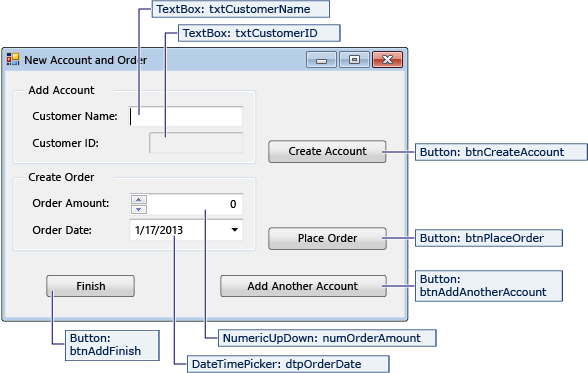 TextBox: txtCustomerName
TextBox: txtCustomerID
New Account and Order
Add Account
Customer Name:
Customer ID:
Create Account
Button: btnCreateAccount
Create Order
Order Amount: 0
Order Date: 1/17/2013
Place Order
Button: btnPlaceOrder
Finish
Add Another Account
Button:
btnAddAnotherAccount
Button:
btnAddFinish
NumericUpDown: numOrderAmount
DateTimePicker: dtpOrderDate